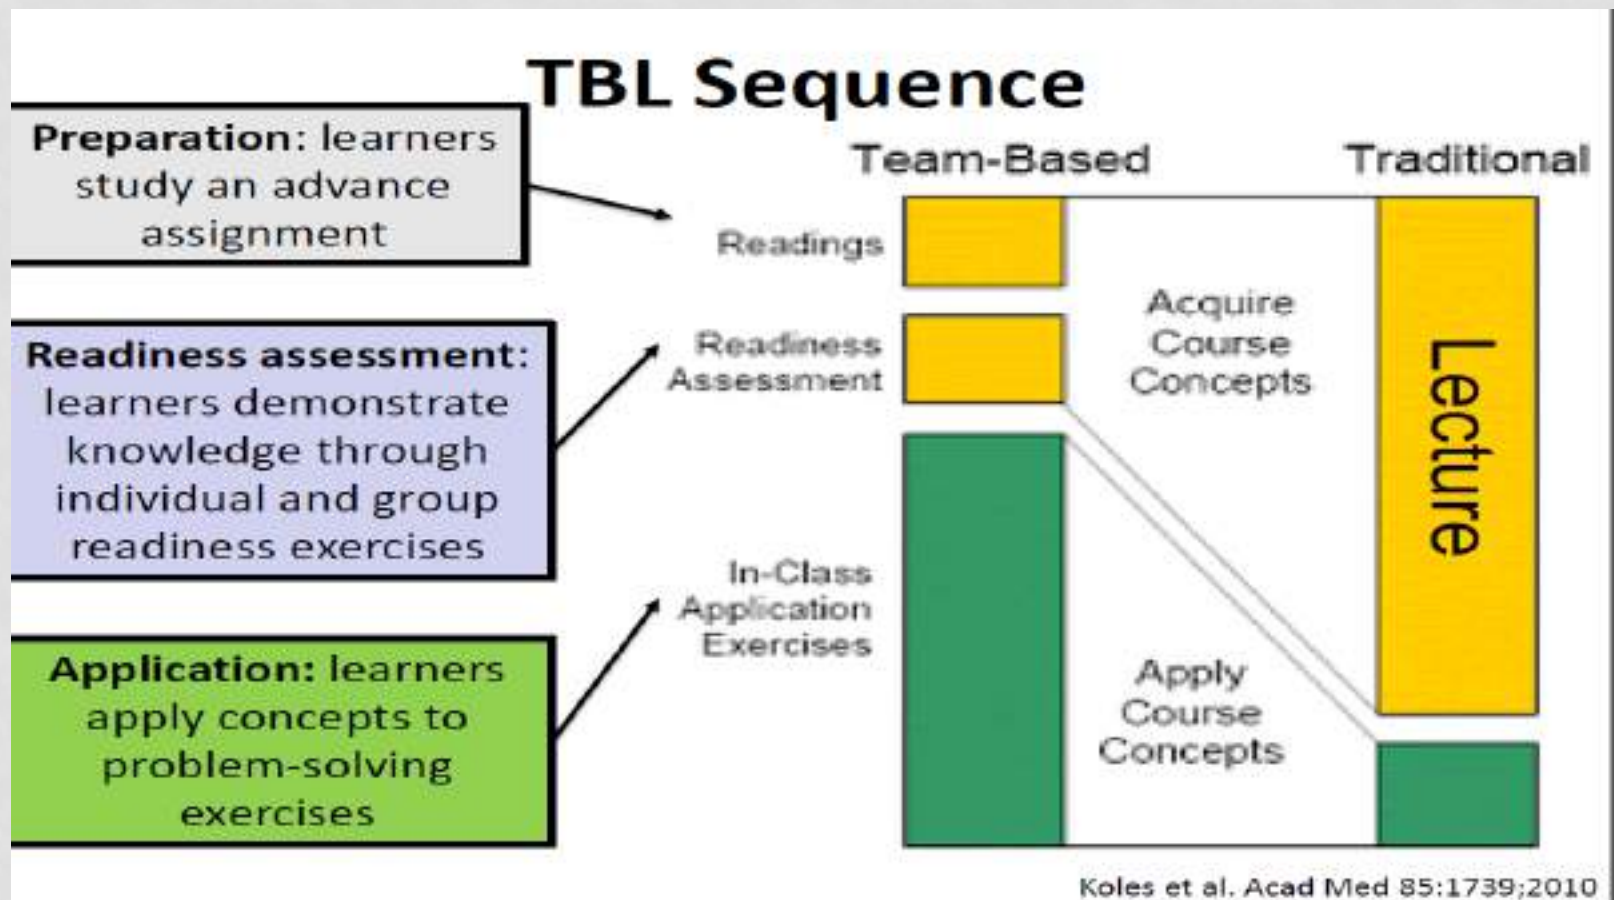 TBL Sequence
Preparation: learners
study an advance
assignment
Readiness assessment:
learners demonstrate
knowledge through
individual and group
readiness exercises
Application: learners
apply concepts to
problem-solving
exercises
Team-Based
Traditional
Readings
Readiness
Assessment
In-Class
Application
Exercises
Acquire
Course
Concepts
Apply
Course
Concepts
Lecture
Koles et al. Acad Med 85:1739;2010